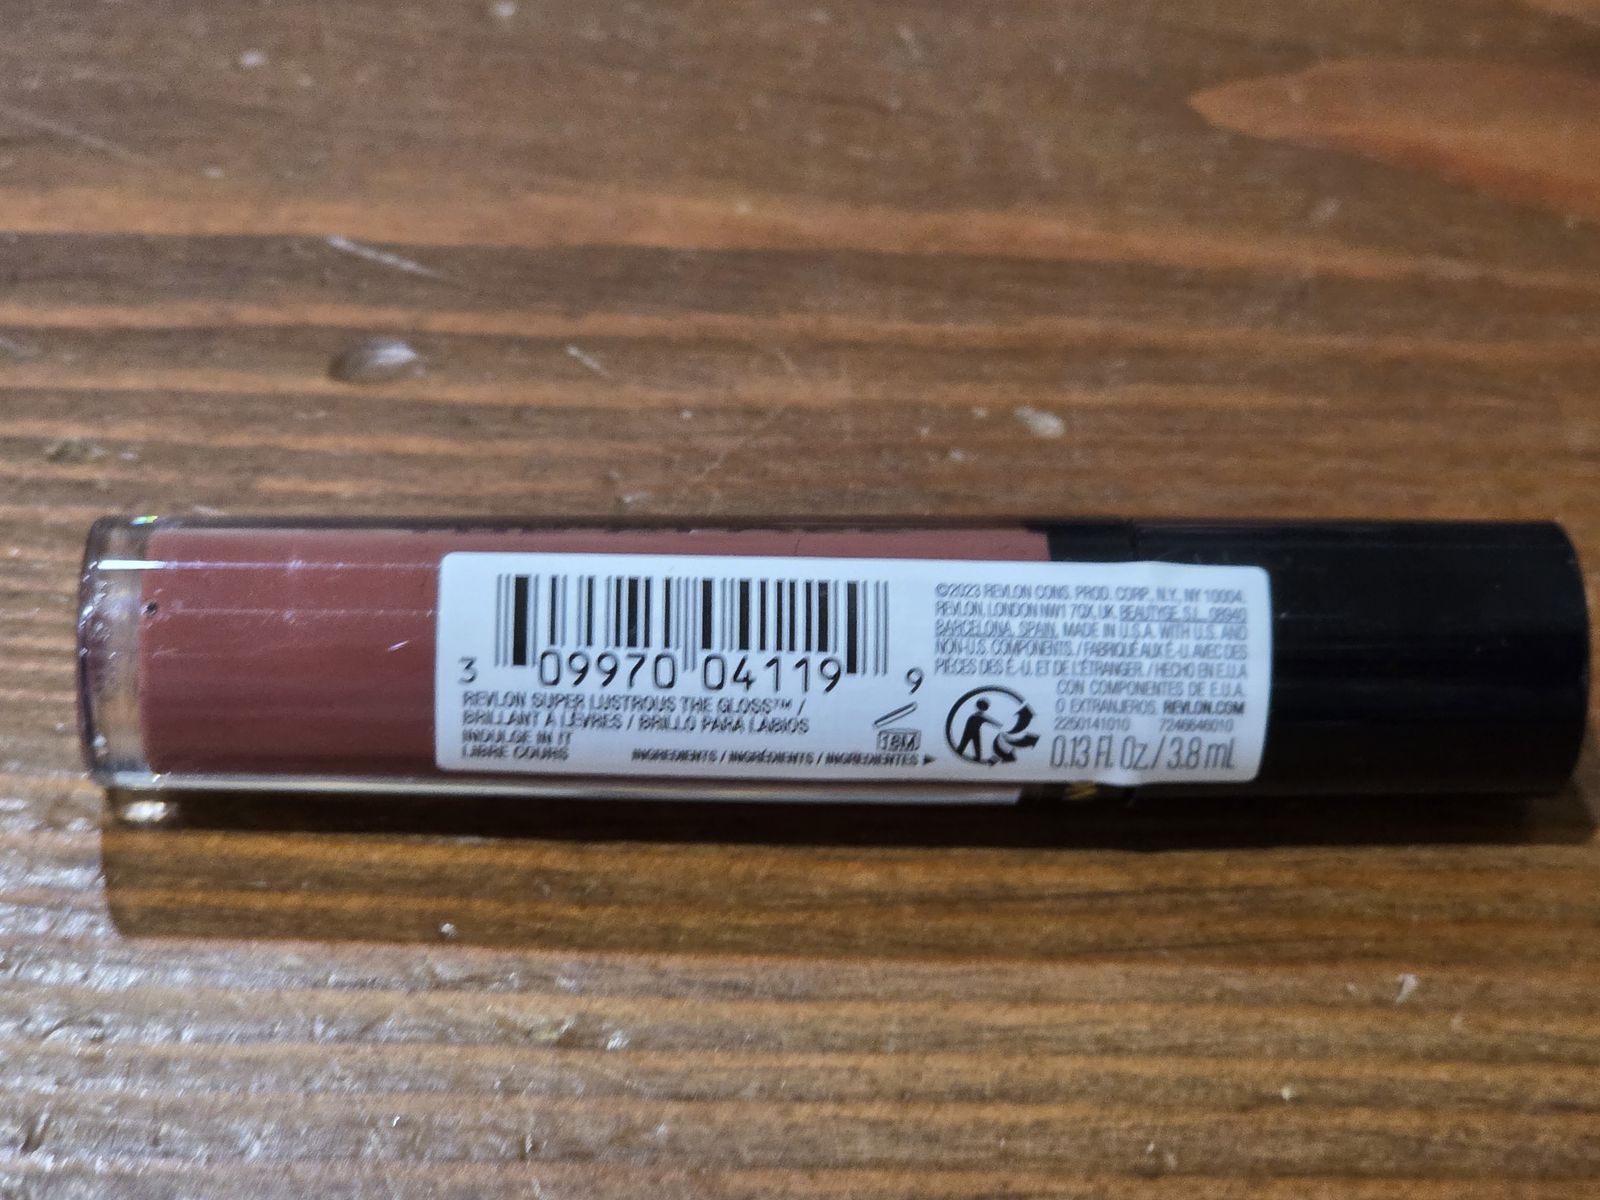 3 09970 04119 9
REVLON SUPER LUSTROUS THE GLOSS™ /
BRILLANT À LÈVRES / BRILLO PARA LABIOS
INDULGE IN IT
LIBRE COURS
INGREDIENTS / INGRÉDIENTS / INGREDIENTES ►
18M
©2023 REVLON CONS. PROD. CORP., N.Y., NY 10004,
REVLON, LONDON NW1 7QX, UK. BEAUTYGE S.L., 08940
BARCELONA, SPAIN. MADE IN U.S.A. WITH U.S. AND
NON-U.S. COMPONENTS. / FABRIQUÉ AUX É.-U. AVEC DES
PIÈCES DES É.-U. ET DE L'ÉTRANGER. / HECHO EN E.U.A
CON COMPONENTES DE E.U.A.
O EXTRANJEROS. REVLON.COM
2250141010 7246646010
0.13 Fl. Oz./ 3.8 mL